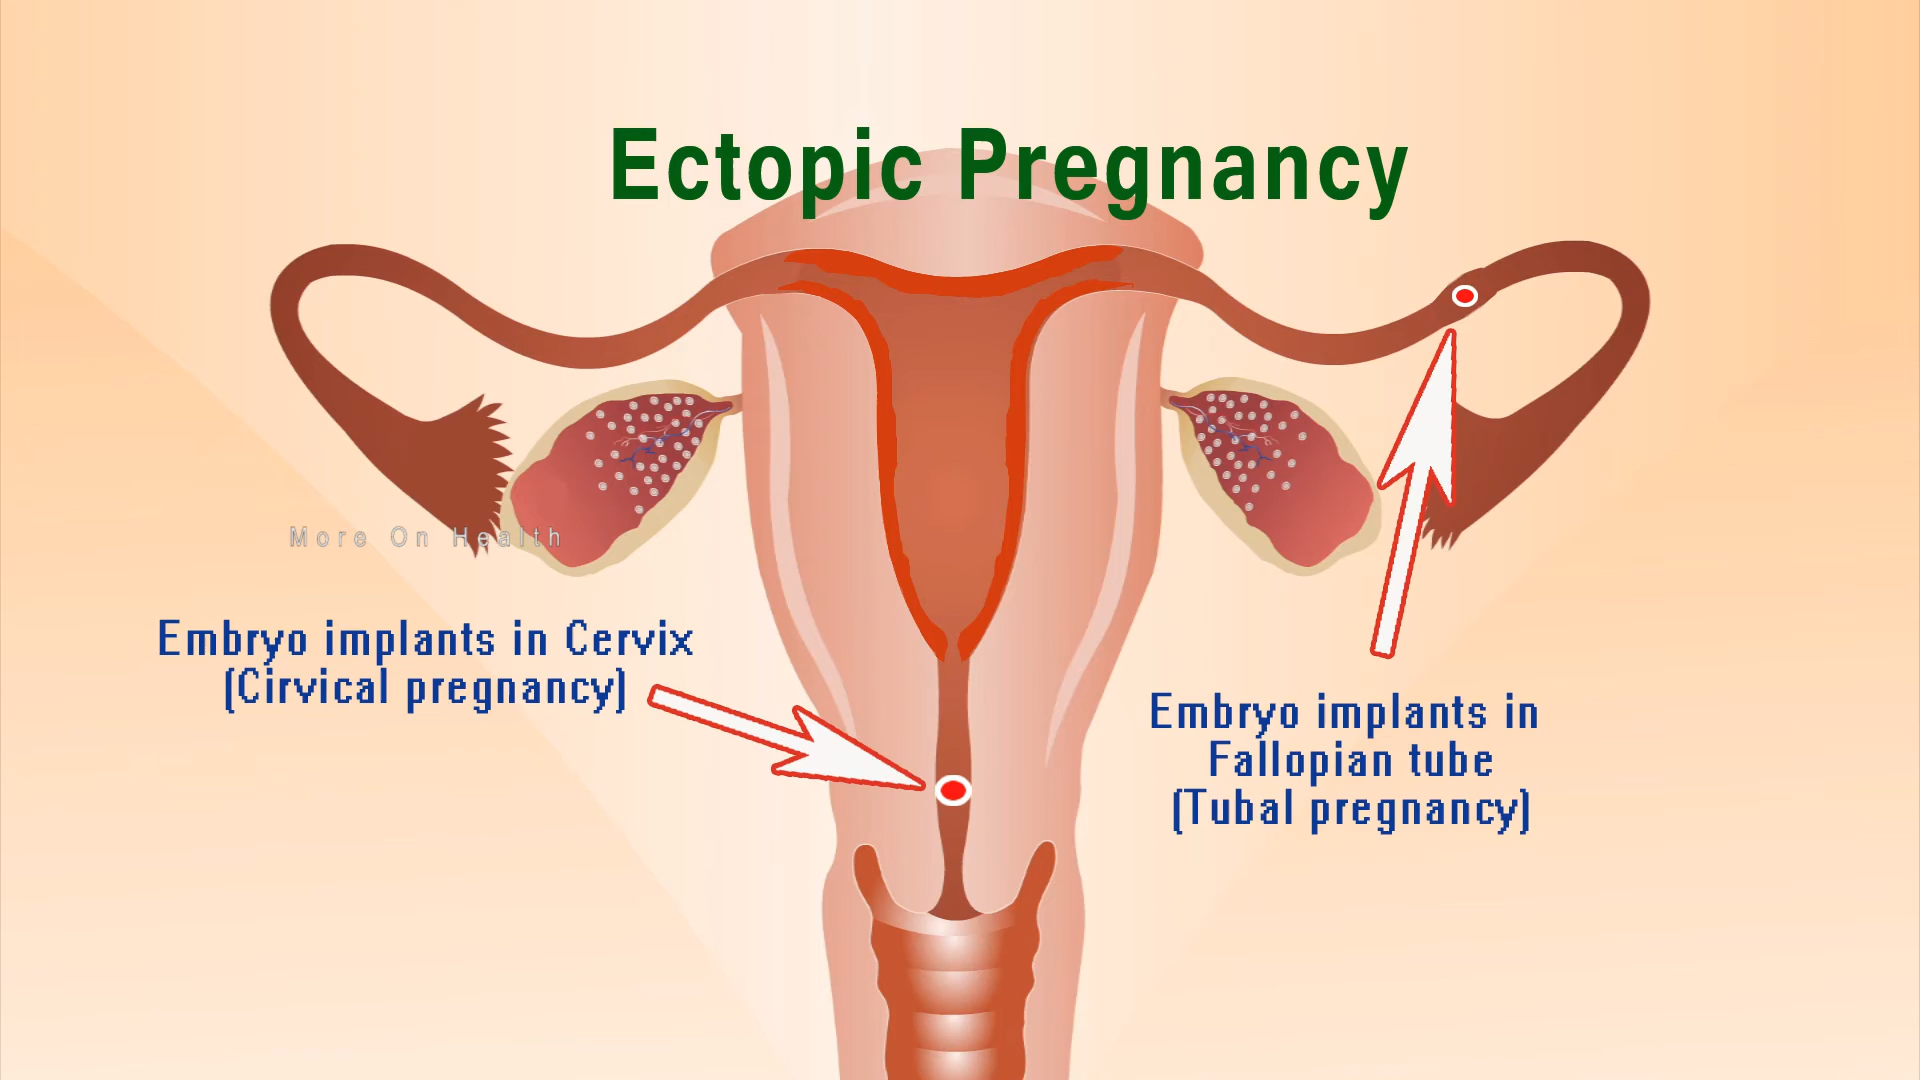 Ectopic Pregnancy
More On Health
Embryo implants in Cervix
(Cirvical pregnancy)
Embryo implants in
Fallopian tube
(Tubal pregnancy)